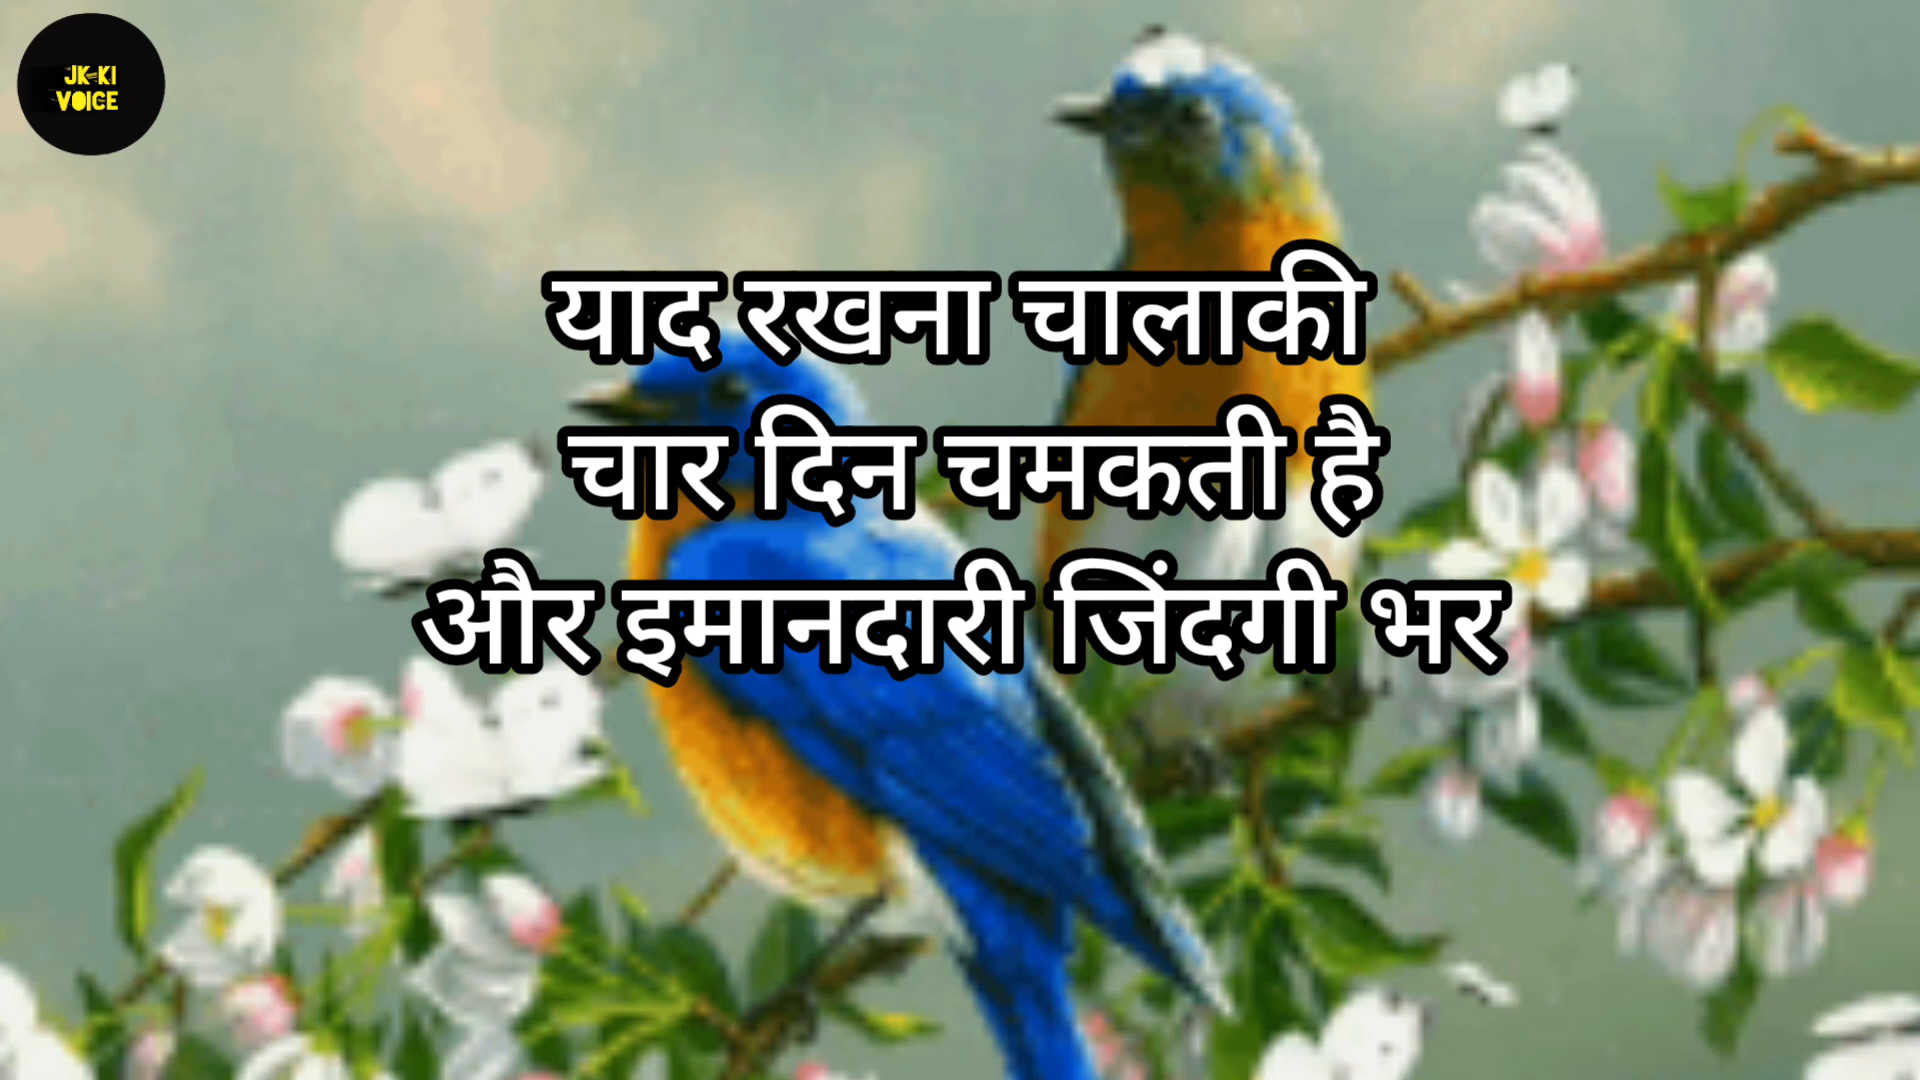 JK-KI
VOICE
याद रखना चालाकी
चार दिन चमकती है
और इमानदारी जिंदगी भर